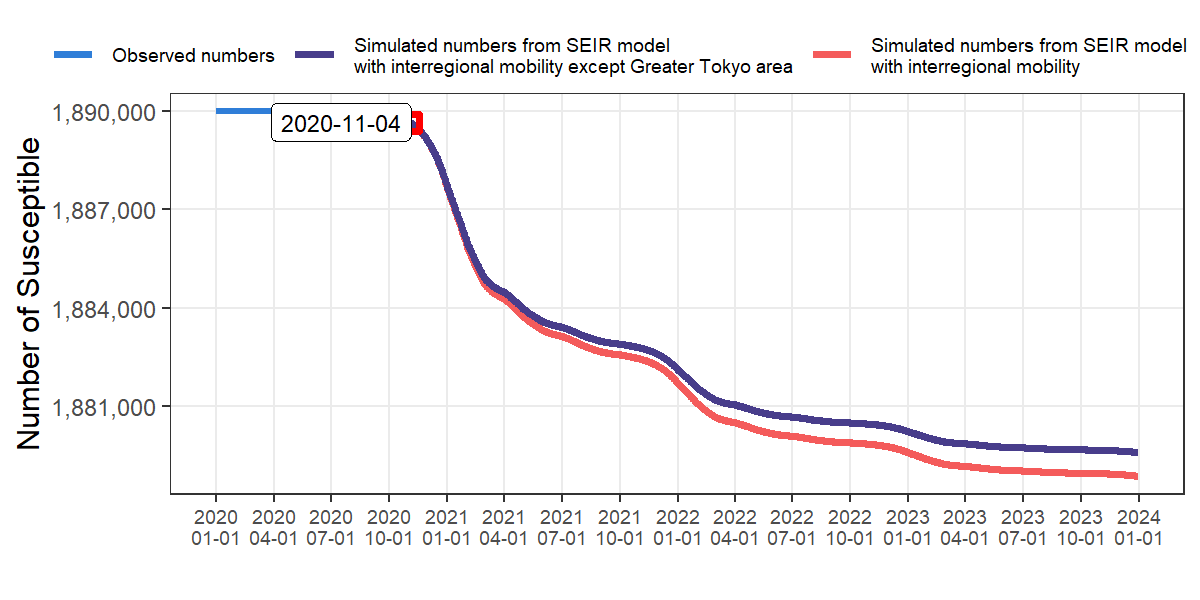 Observed numbers
Simulated numbers from SEIR model
with interregional mobility except Greater Tokyo area
Simulated numbers from SEIR model
with interregional mobility
Number of Susceptible
1,890,000
1,887,000
1,884,000
1,881,000
2020-11-04
2020 2020 2020 2020 2021 2021 2021 2021 2022 2022 2022 2022 2023 2023 2023 2023 2024
01-01 04-01 07-01 10-01 01-01 04-01 07-01 10-01 01-01 04-01 07-01 10-01 01-01 04-01 07-01 10-01 01-01